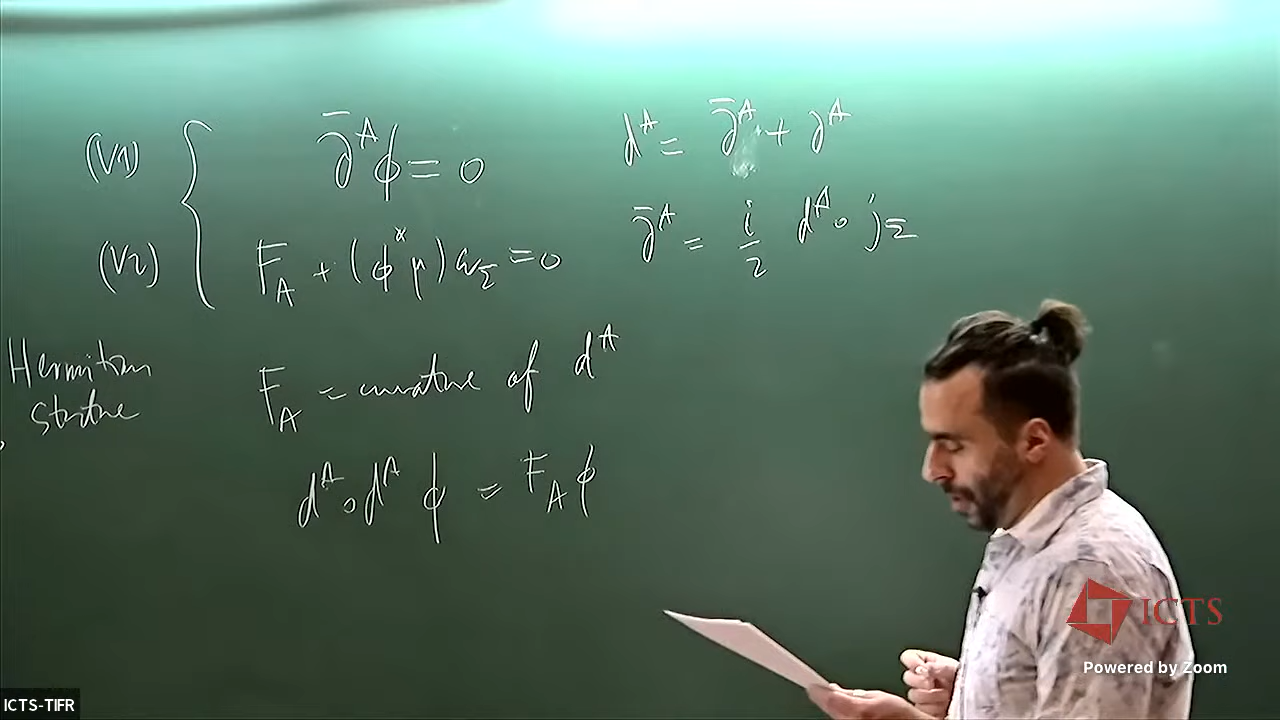 (V1) ∂̄^A ϕ = 0
d^A = ∂̄^A + ∂^A
(V2) F_A + (ϕ^* μ) ω_Σ = 0
∂̄^A = i/2 d^A ∘ j_Σ
Hermitian
F_A = curvature of d^A
d^A ∘ d^A ϕ = F_A ϕ
ICTS
Powered by Zoom
ICTS-TIFR